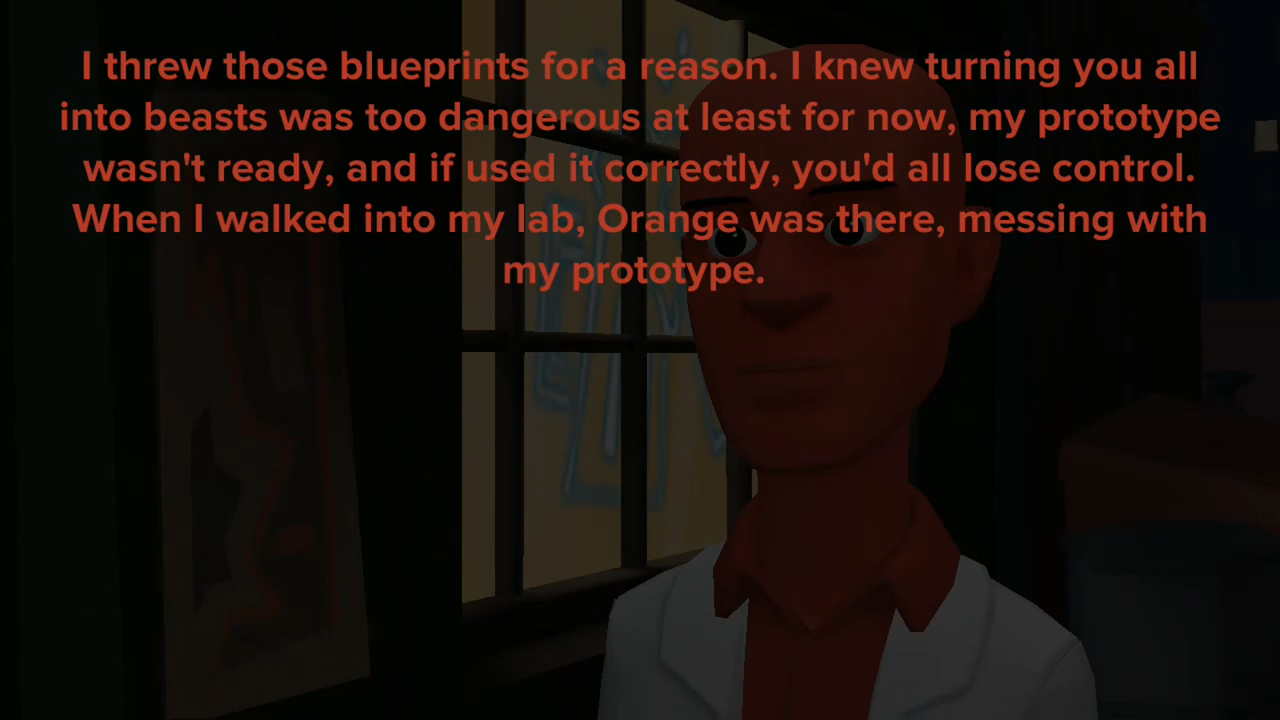 I threw those blueprints for a reason. I knew turning you all
into beasts was too dangerous at least for now, my prototype
wasn't ready, and if used it correctly, you'd all lose control.
When I walked into my lab, Orange was there, messing with
my prototype.